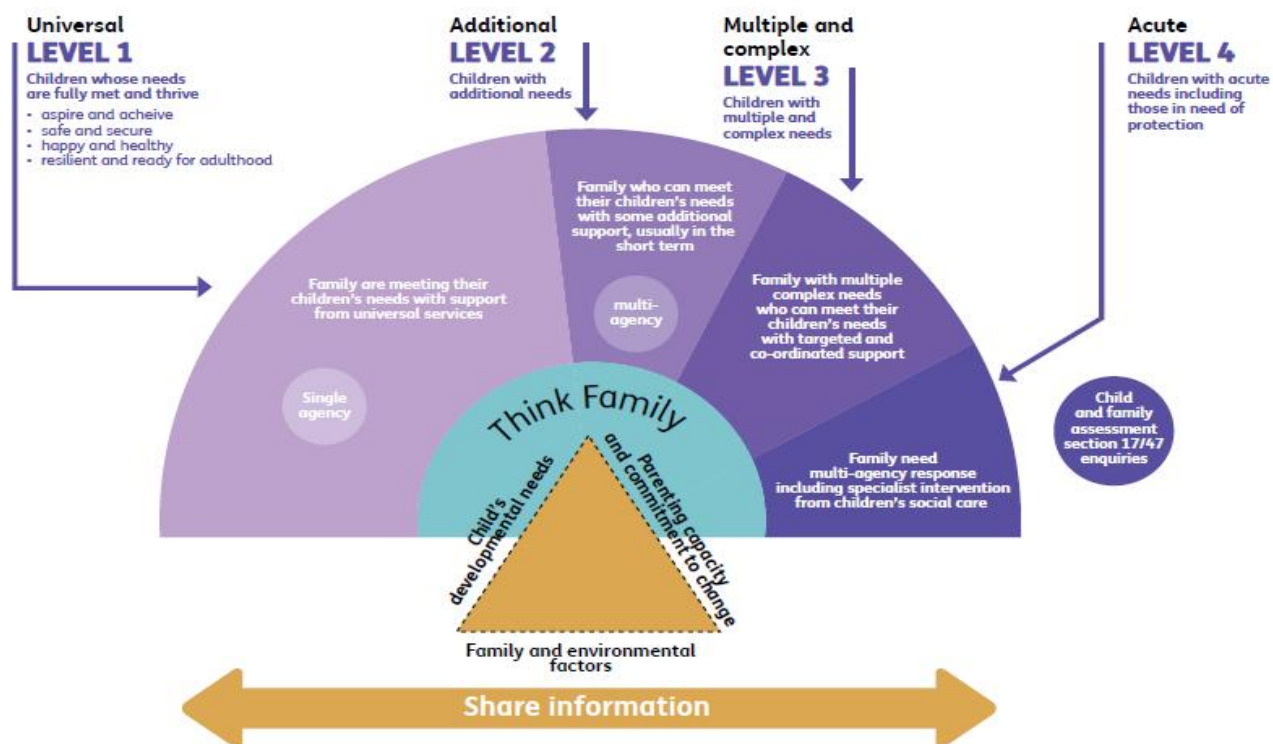 Universal
LEVEL 1
Children whose needs
are fully met and thrive
• aspire and acheive
• safe and secure
• happy and healthy
• resilient and ready for adulthood
Additional
LEVEL 2
Children with
additional needs
Multiple and
complex
LEVEL 3
Children with
multiple and
complex needs
Acute
LEVEL 4
Children with acute
needs including
those in need of
protection
Family are meeting their
children's needs with support
from universal services
Single
agency
Family who can meet
their children's needs
with some additional
support, usually in the
short term
multi-
agency
Family with multiple
complex needs
who can meet their
children's needs
with targeted and
co-ordinated support
Family need
multi-agency response
including specialist intervention
from children's social care
Child
and family
assessment
section 17/47
enquiries
Think Family
Child's
developmental needs
Parenting capacity
and commitment to change
Family and environmental
factors
Share information